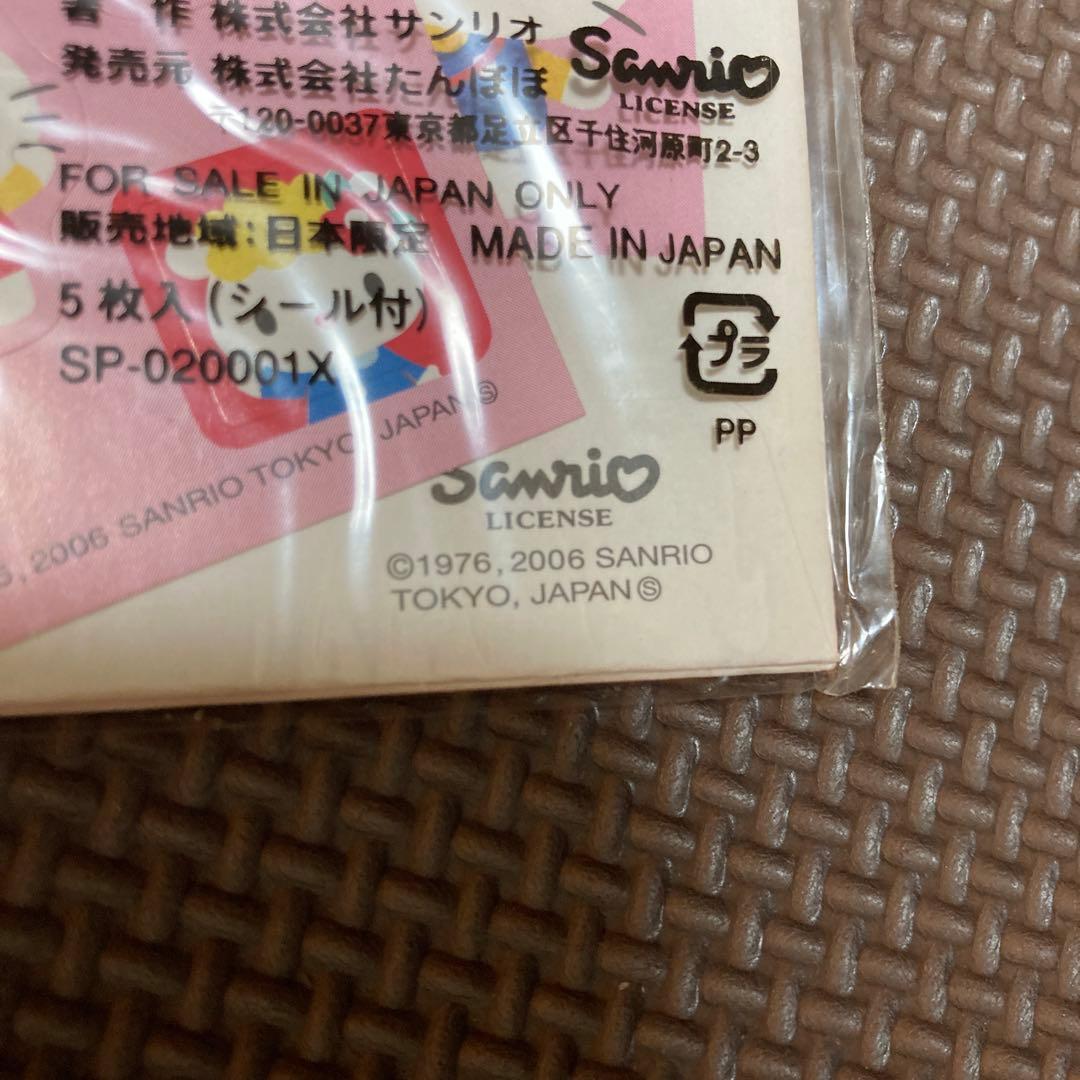 著 作 株式会社サンリオ
発売元 株式会社たんぽぽ
Sanrio
LICENSE
〒120-0037東京都足立区千住河原町2-3
FOR SALE IN JAPAN ONLY
販売地域:日本限定 MADE IN JAPAN
5枚入(シール付)
SP-020001X
プラ
PP
6, 2006 SANRIO TOKYO, JAPANⓈ
Sanrio
LICENSE
©1976, 2006 SANRIO
TOKYO, JAPANⓈ